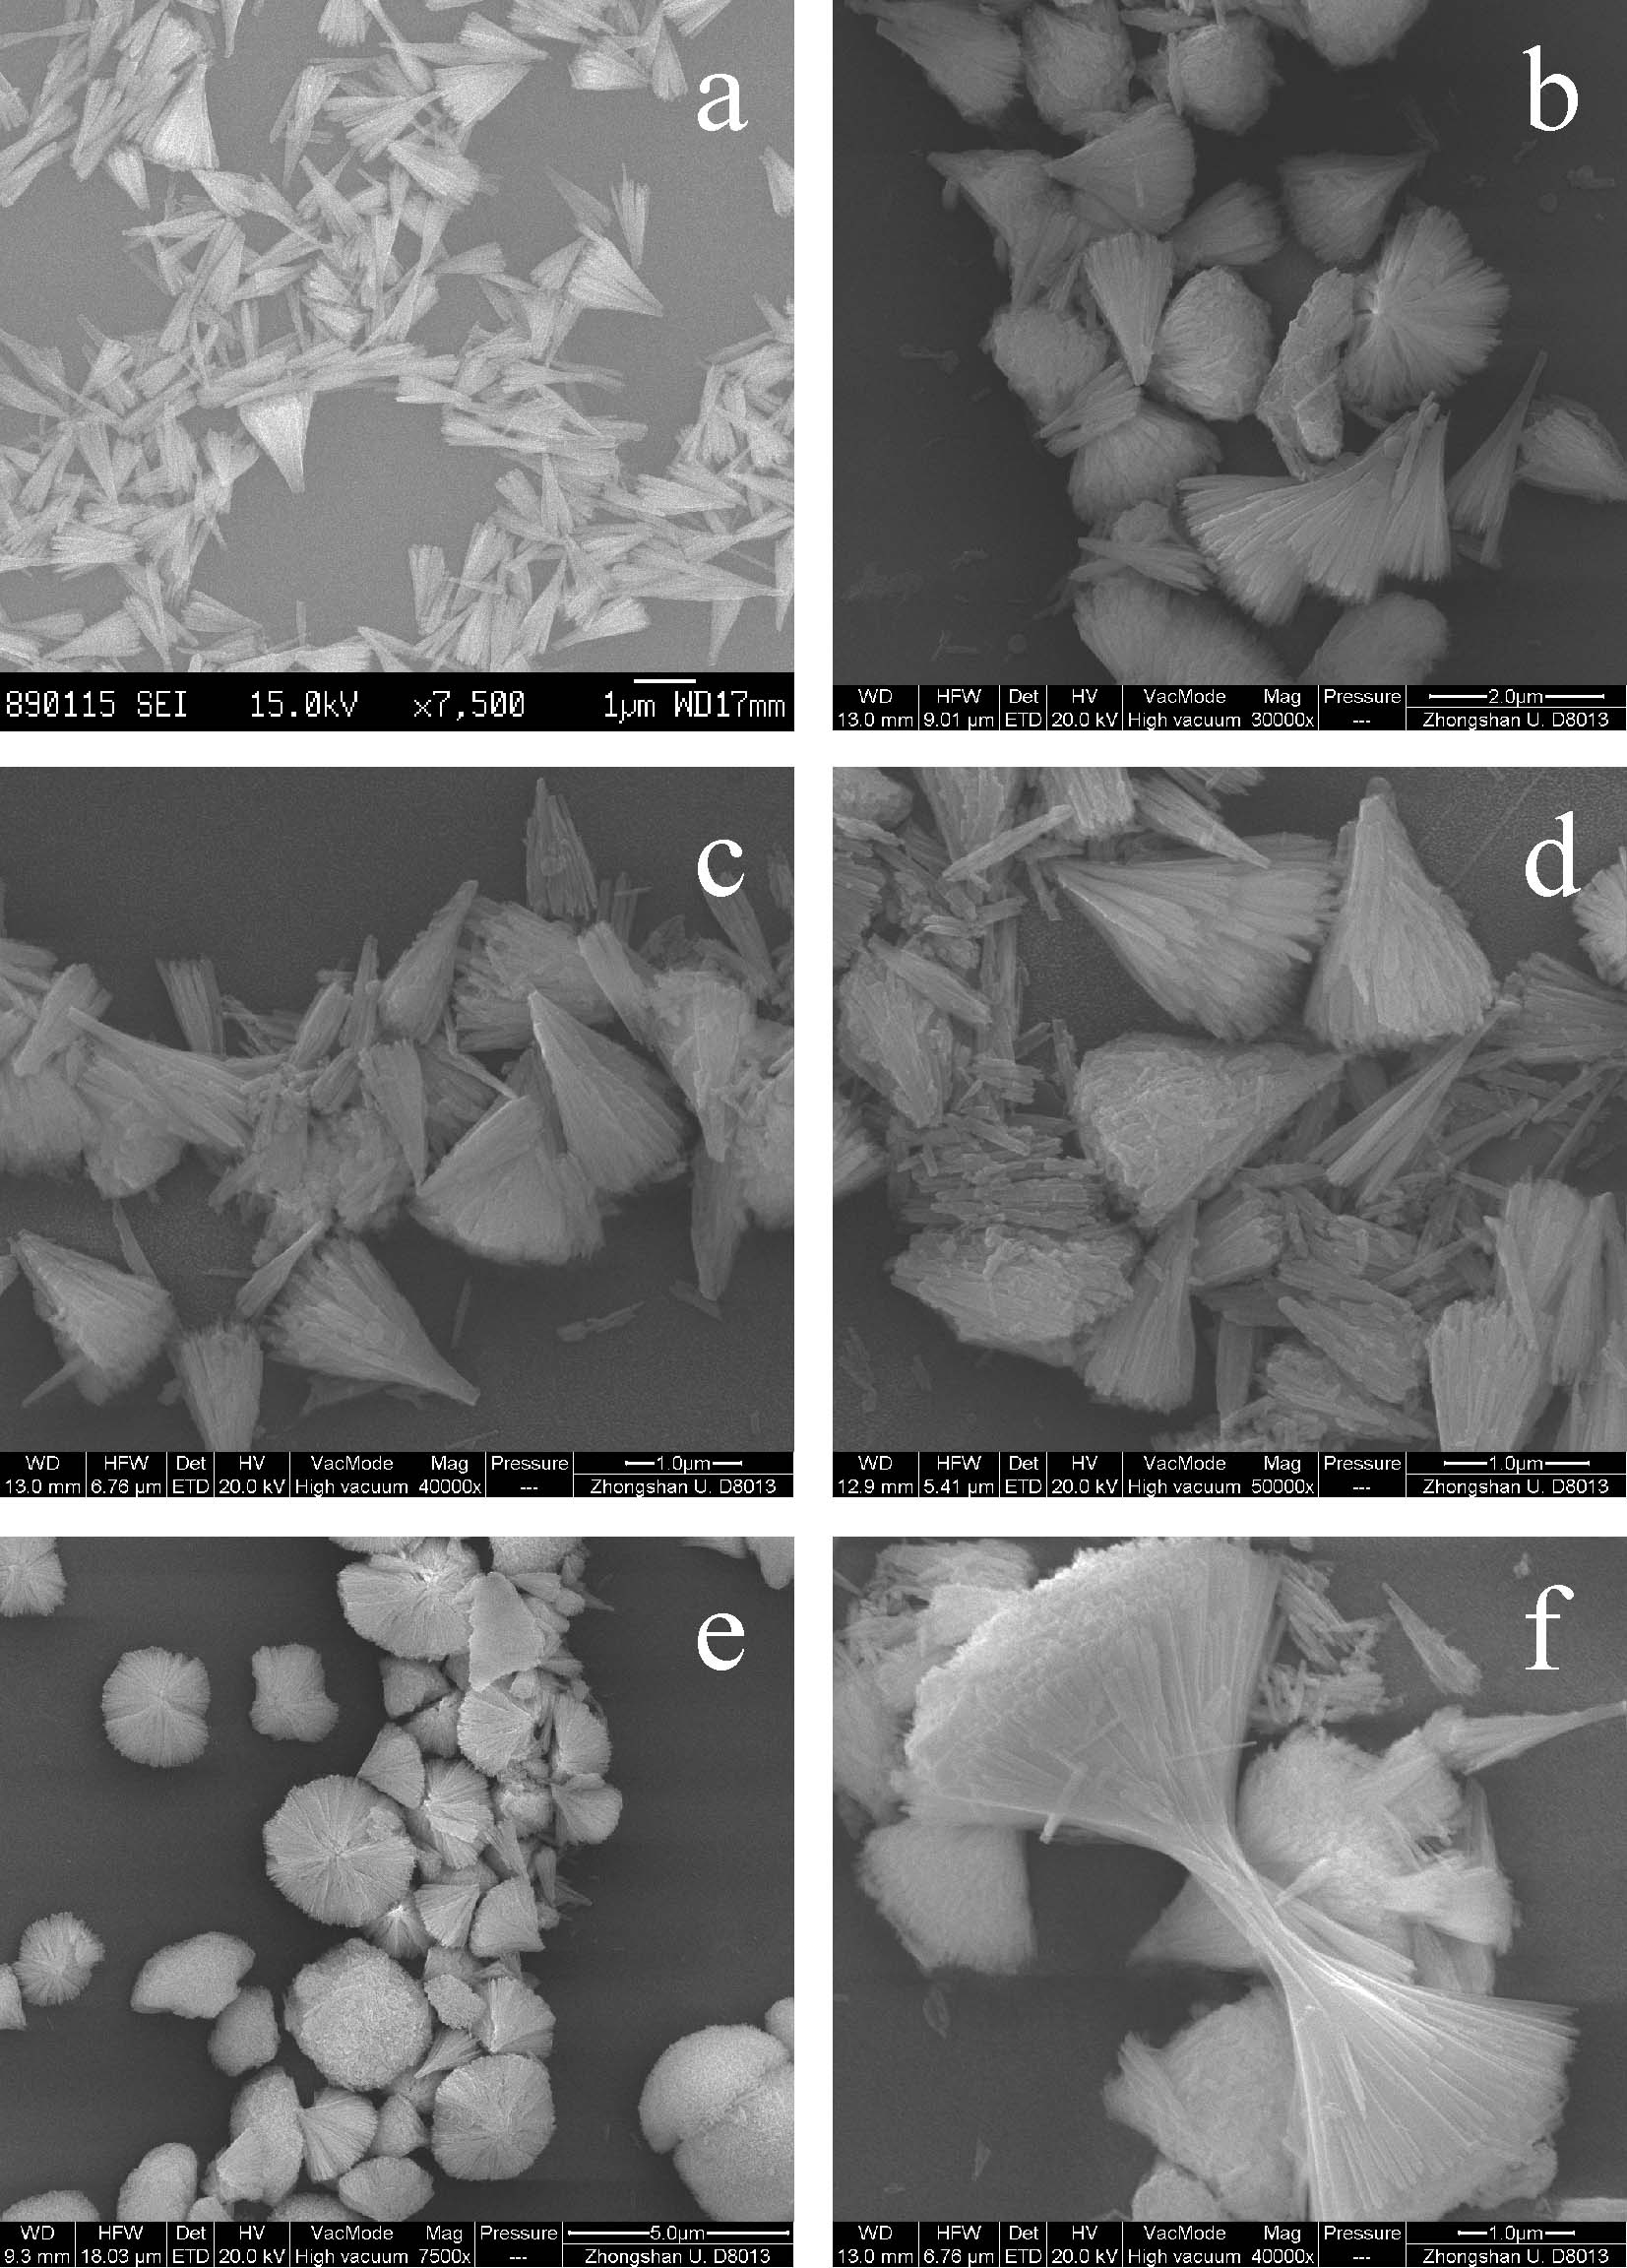 a
890115 SEI 15.0kV x7,500 1µm WD17mm
b
WD HFW Det HV VacMode Mag Pressure 2.0µm
13.0 mm 9.01 µm ETD 20.0 kV High vacuum 30000x --- Zhongshan U. D8013
c
WD HFW Det HV VacMode Mag Pressure 1.0µm
13.0 mm 6.76 µm ETD 20.0 kV High vacuum 40000x --- Zhongshan U. D8013
d
WD HFW Det HV VacMode Mag Pressure 1.0µm
12.9 mm 5.41 µm ETD 20.0 kV High vacuum 50000x --- Zhongshan U. D8013
e
WD HFW Det HV VacMode Mag Pressure 5.0µm
9.3 mm 18.03 µm ETD 20.0 kV High vacuum 7500x --- Zhongshan U. D8013
f
WD HFW Det HV VacMode Mag Pressure 1.0µm
13.0 mm 6.76 µm ETD 20.0 kV High vacuum 40000x --- Zhongshan U. D8013